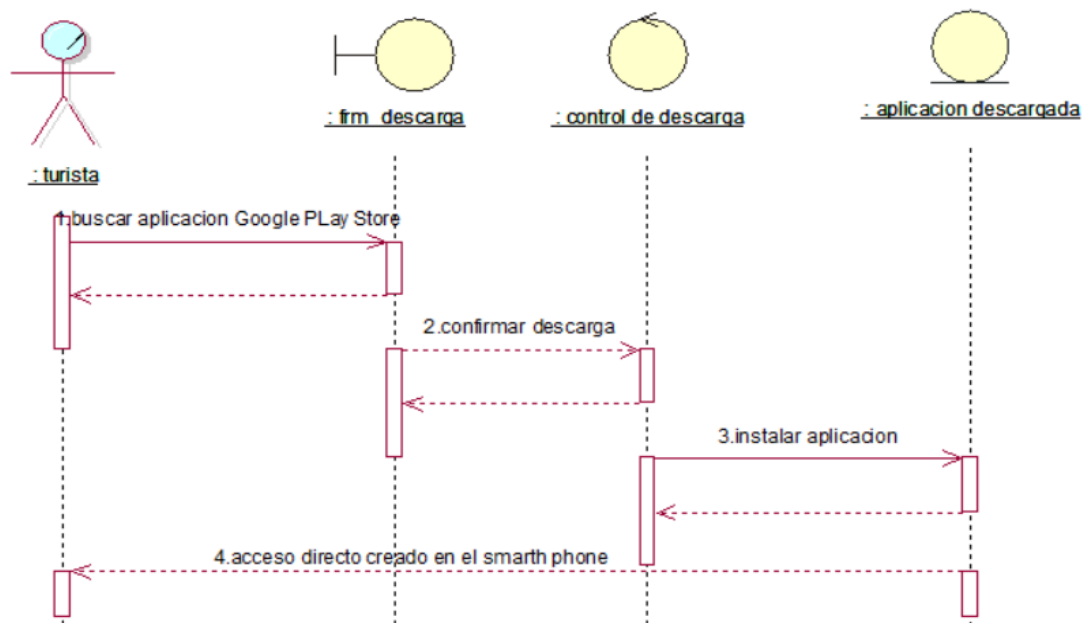 : frm_descarga
: control de descarga
: aplicacion descargada
: turista
1.buscar aplicacion Google PLay Store
2.confirmar descarga
3.instalar aplicacion
4.acceso directo creado en el smarth phone